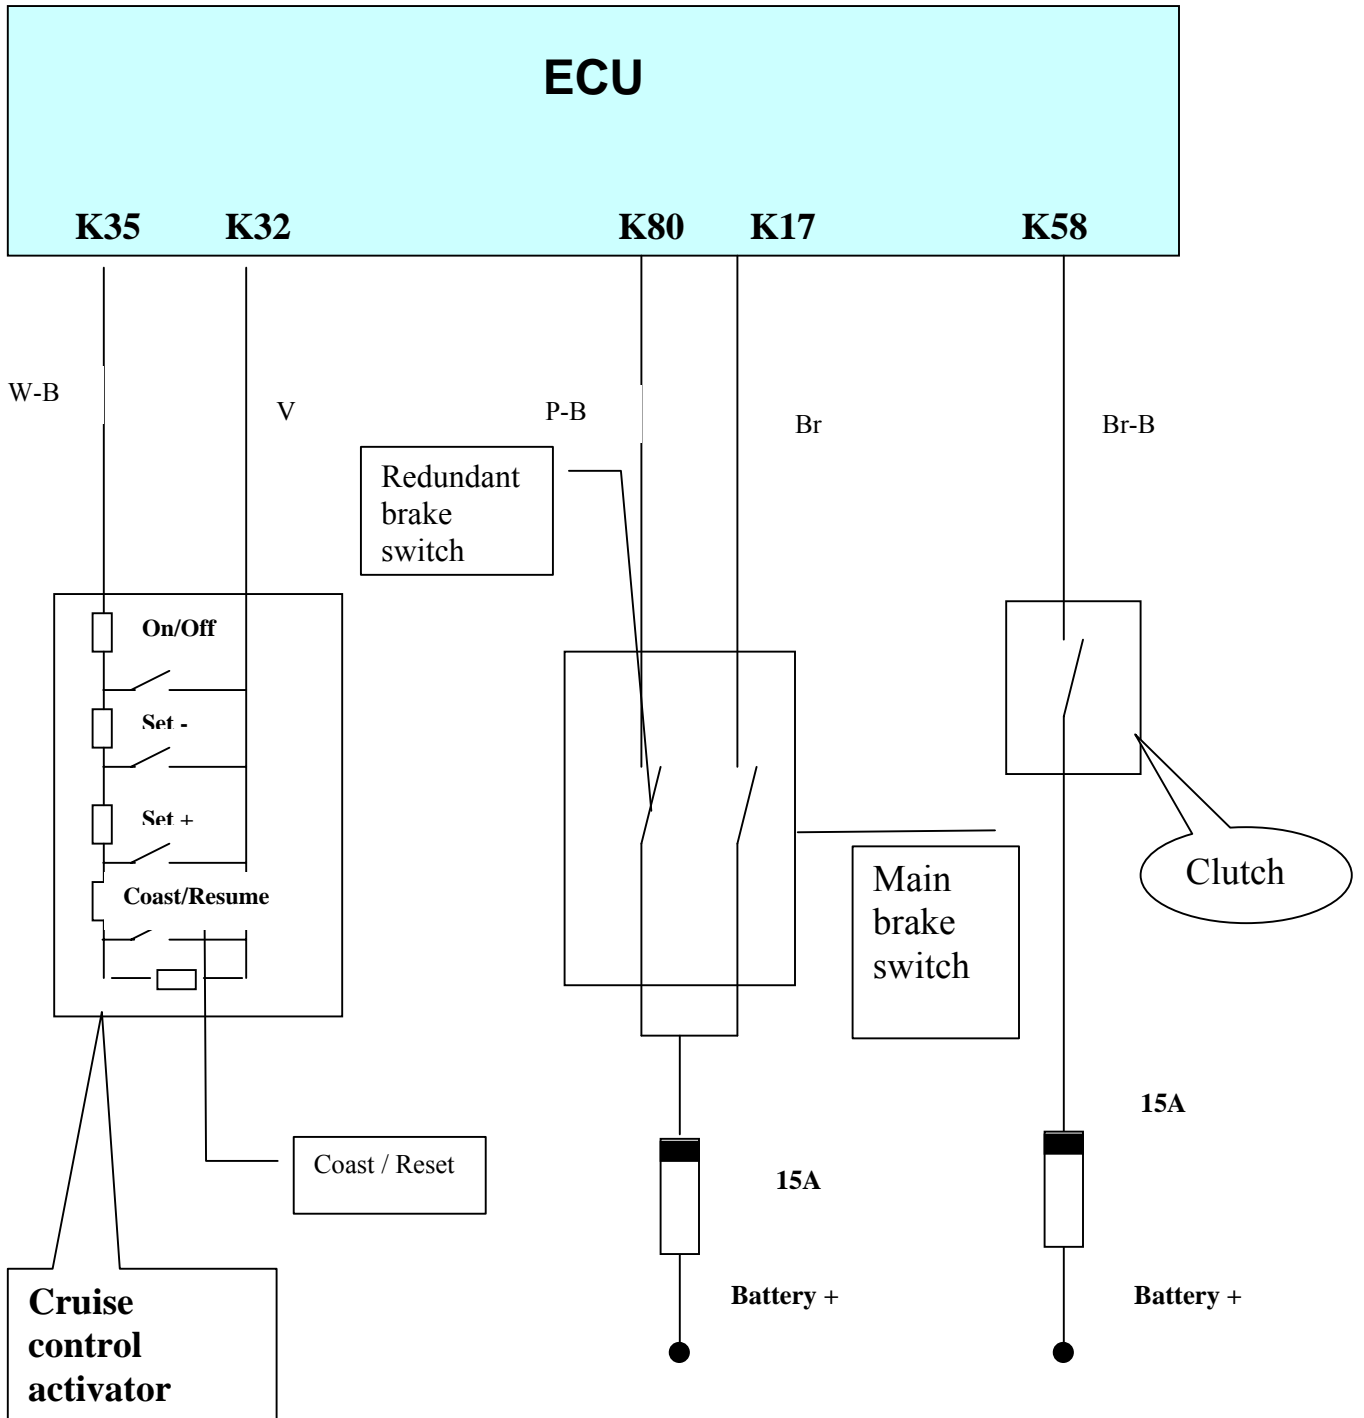 ECU
K35 K32 K80 K17 K58
W-B
V
P-B
Br
Br-B
Redundant
brake
switch
On/Off
Set -
Set +
Coast/Resume
Main
brake
switch
Clutch
15A
Coast / Reset
15A
Battery +
Battery +
Cruise
control
activator